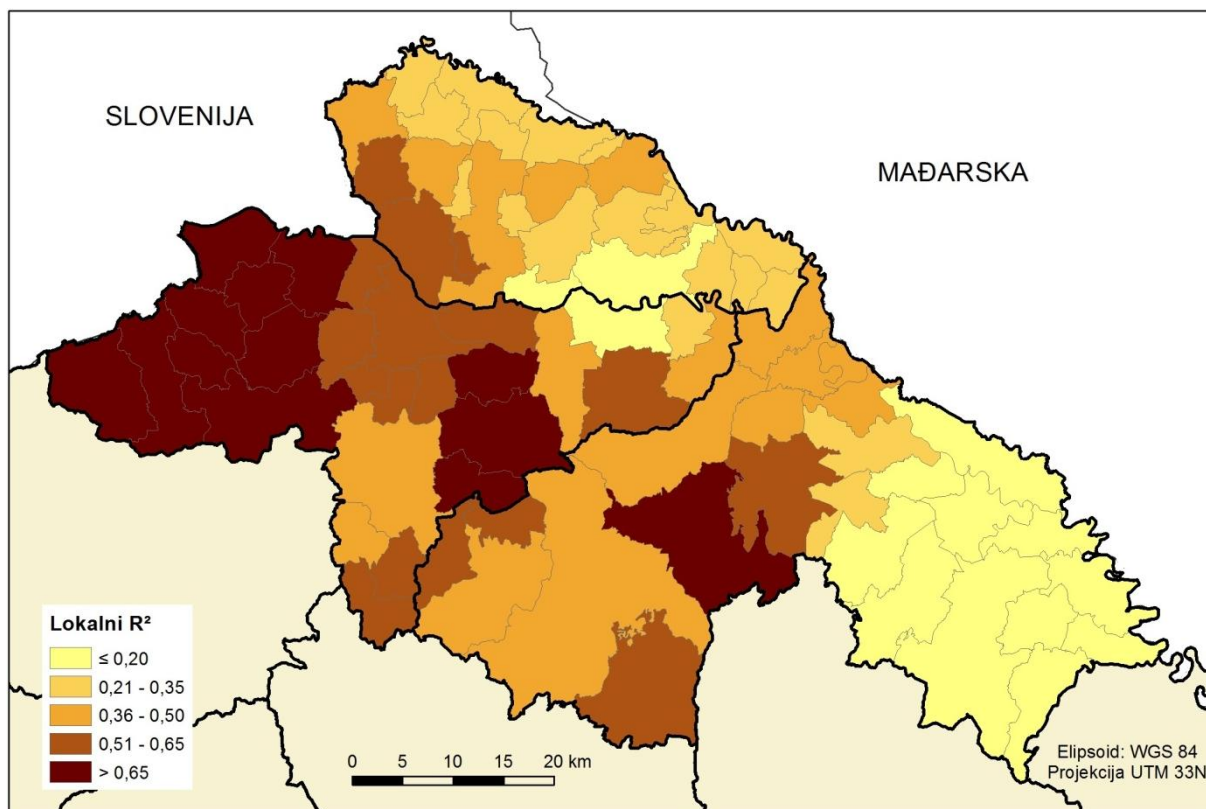 SLOVENIJA
MAĐARSKA
Lokalni R²
≤ 0,20
0,21 - 0,35
0,36 - 0,50
0,51 - 0,65
> 0,65
0 5 10 15 20 km
Elipsoid: WGS 84
Projekcija UTM 33N